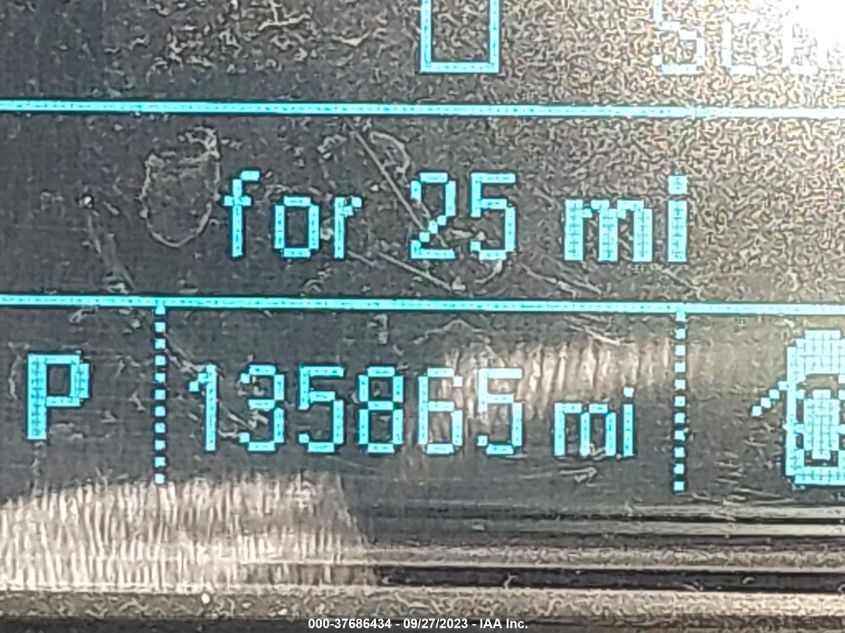 for 25 mi
P 135865 mi
000-37686434 - 09/27/2023 - IAA Inc.